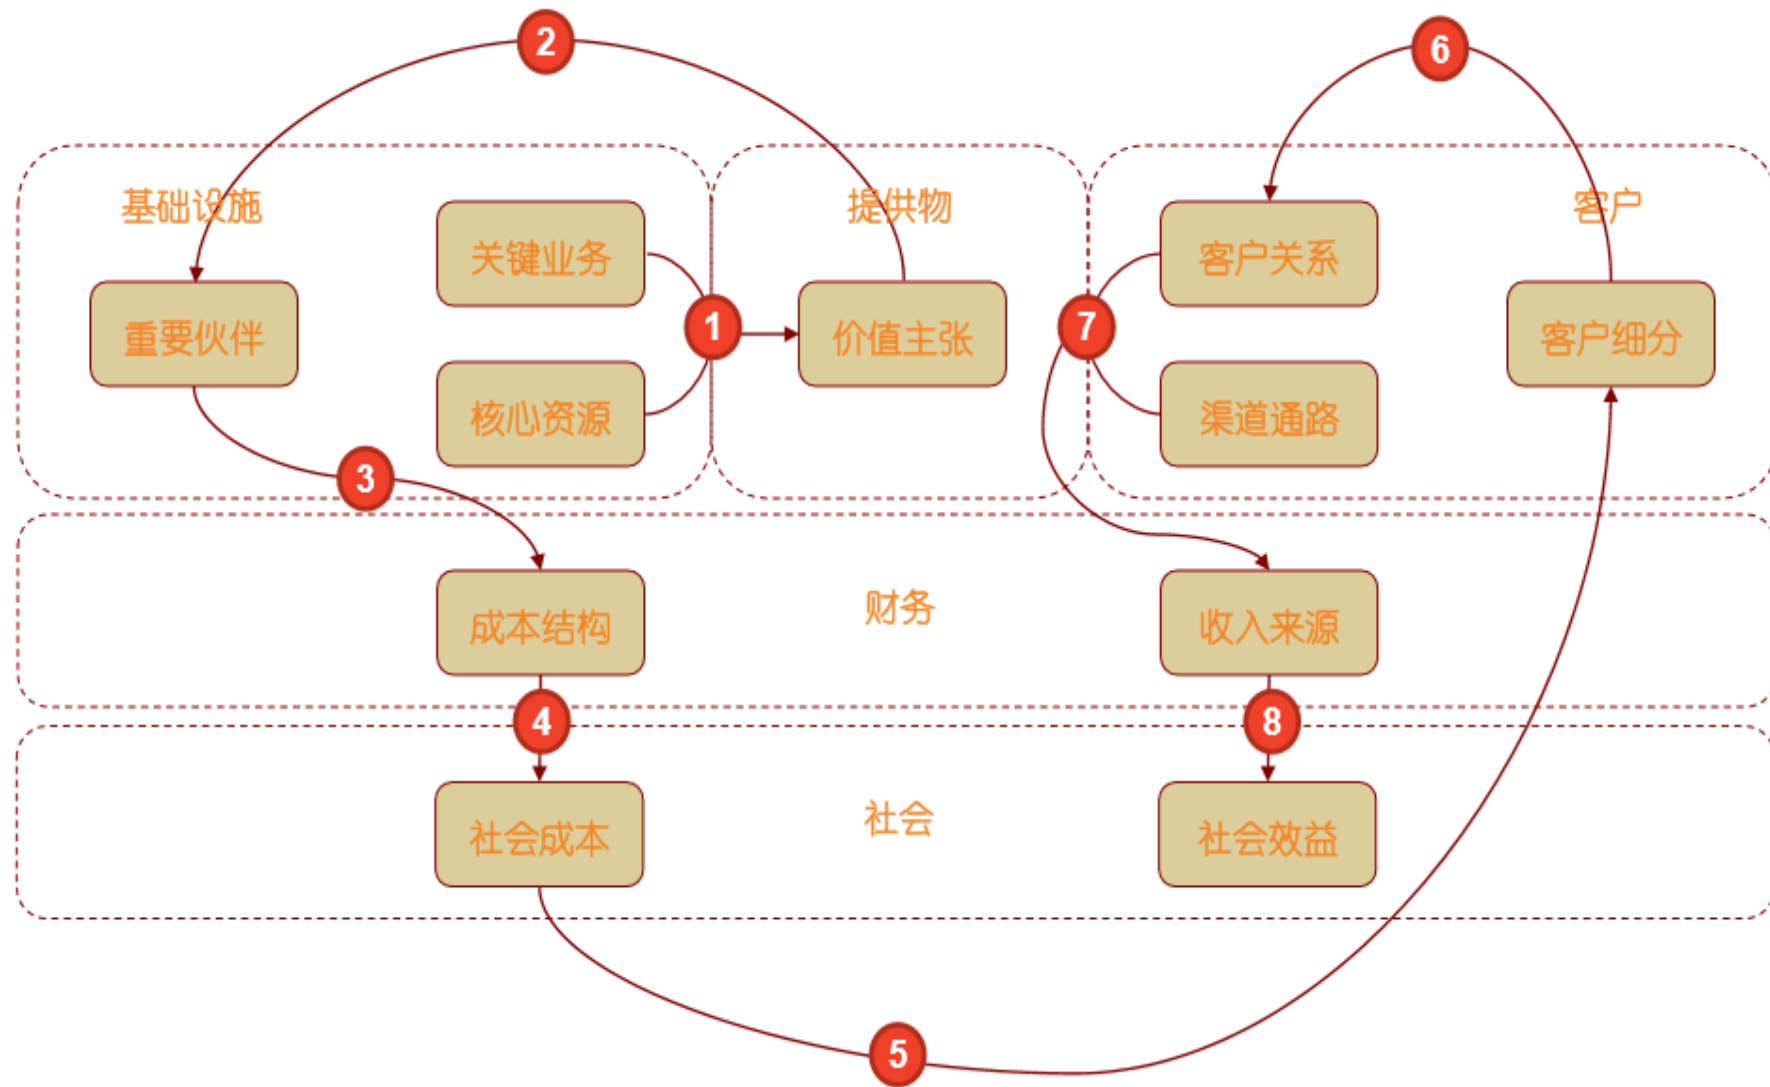 2
6
基础设施
提供物
客户
关键业务
客户关系
重要伙伴
1
价值主张
7
客户细分
核心资源
渠道通路
3
成本结构
财务
收入来源
4
8
社会成本
社会
社会效益
5